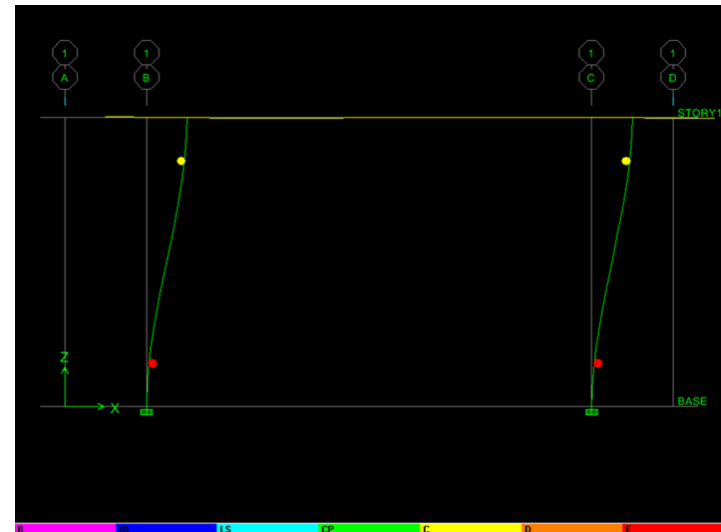 1 1 1 1
A B C D
STORY1
Z
X
BASE
B IO LS CP C D E